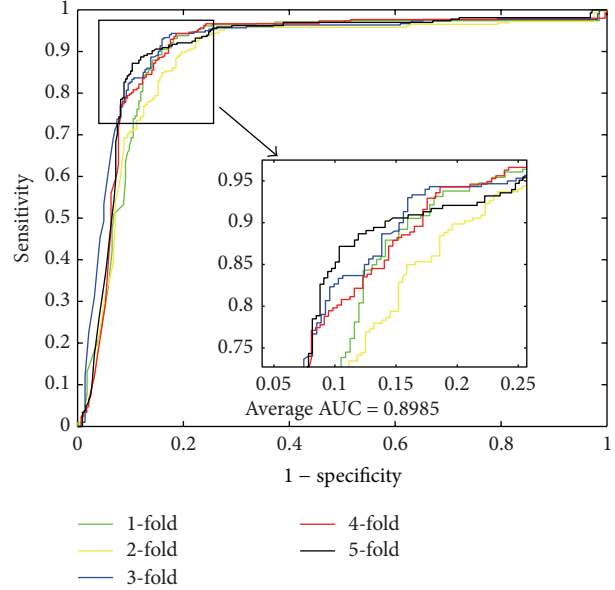 1
0.9
0.8
0.7
0.6
0.5
0.4
0.3
0.2
0.1
0
Sensitivity
0.95
0.9
0.85
0.8
0.75
0.05 0.1 0.15 0.2 0.25
Average AUC = 0.8985
0 0.2 0.4 0.6 0.8 1
1 − specificity
1-fold
2-fold
3-fold
4-fold
5-fold